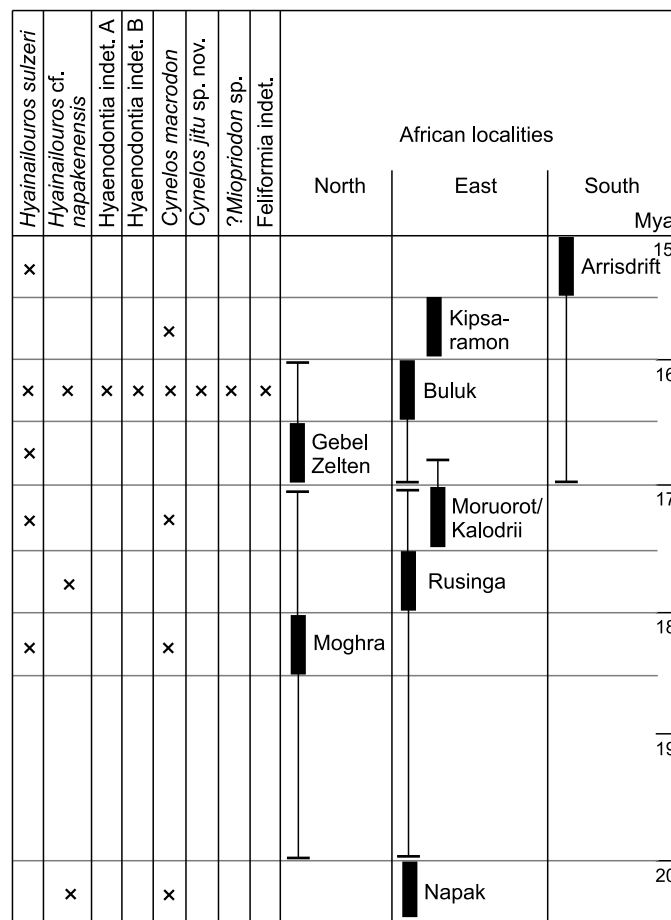 Hyainailouros sulzeri
Hyainailouros cf.
napakenensis
Hyaenodontia indet. A
Hyaenodontia indet. B
Cynelos macrodon
Cynelos jitu sp. nov.
?Miopriodon sp.
Feliformia indet.
African localities
North
East
South
Mya
15
Arrisdrift
Kipsa-
ramon
16
Buluk
Gebel
Zelten
17
Moruorot/
Kalodrii
Rusinga
18
Moghra
19
20
Napak